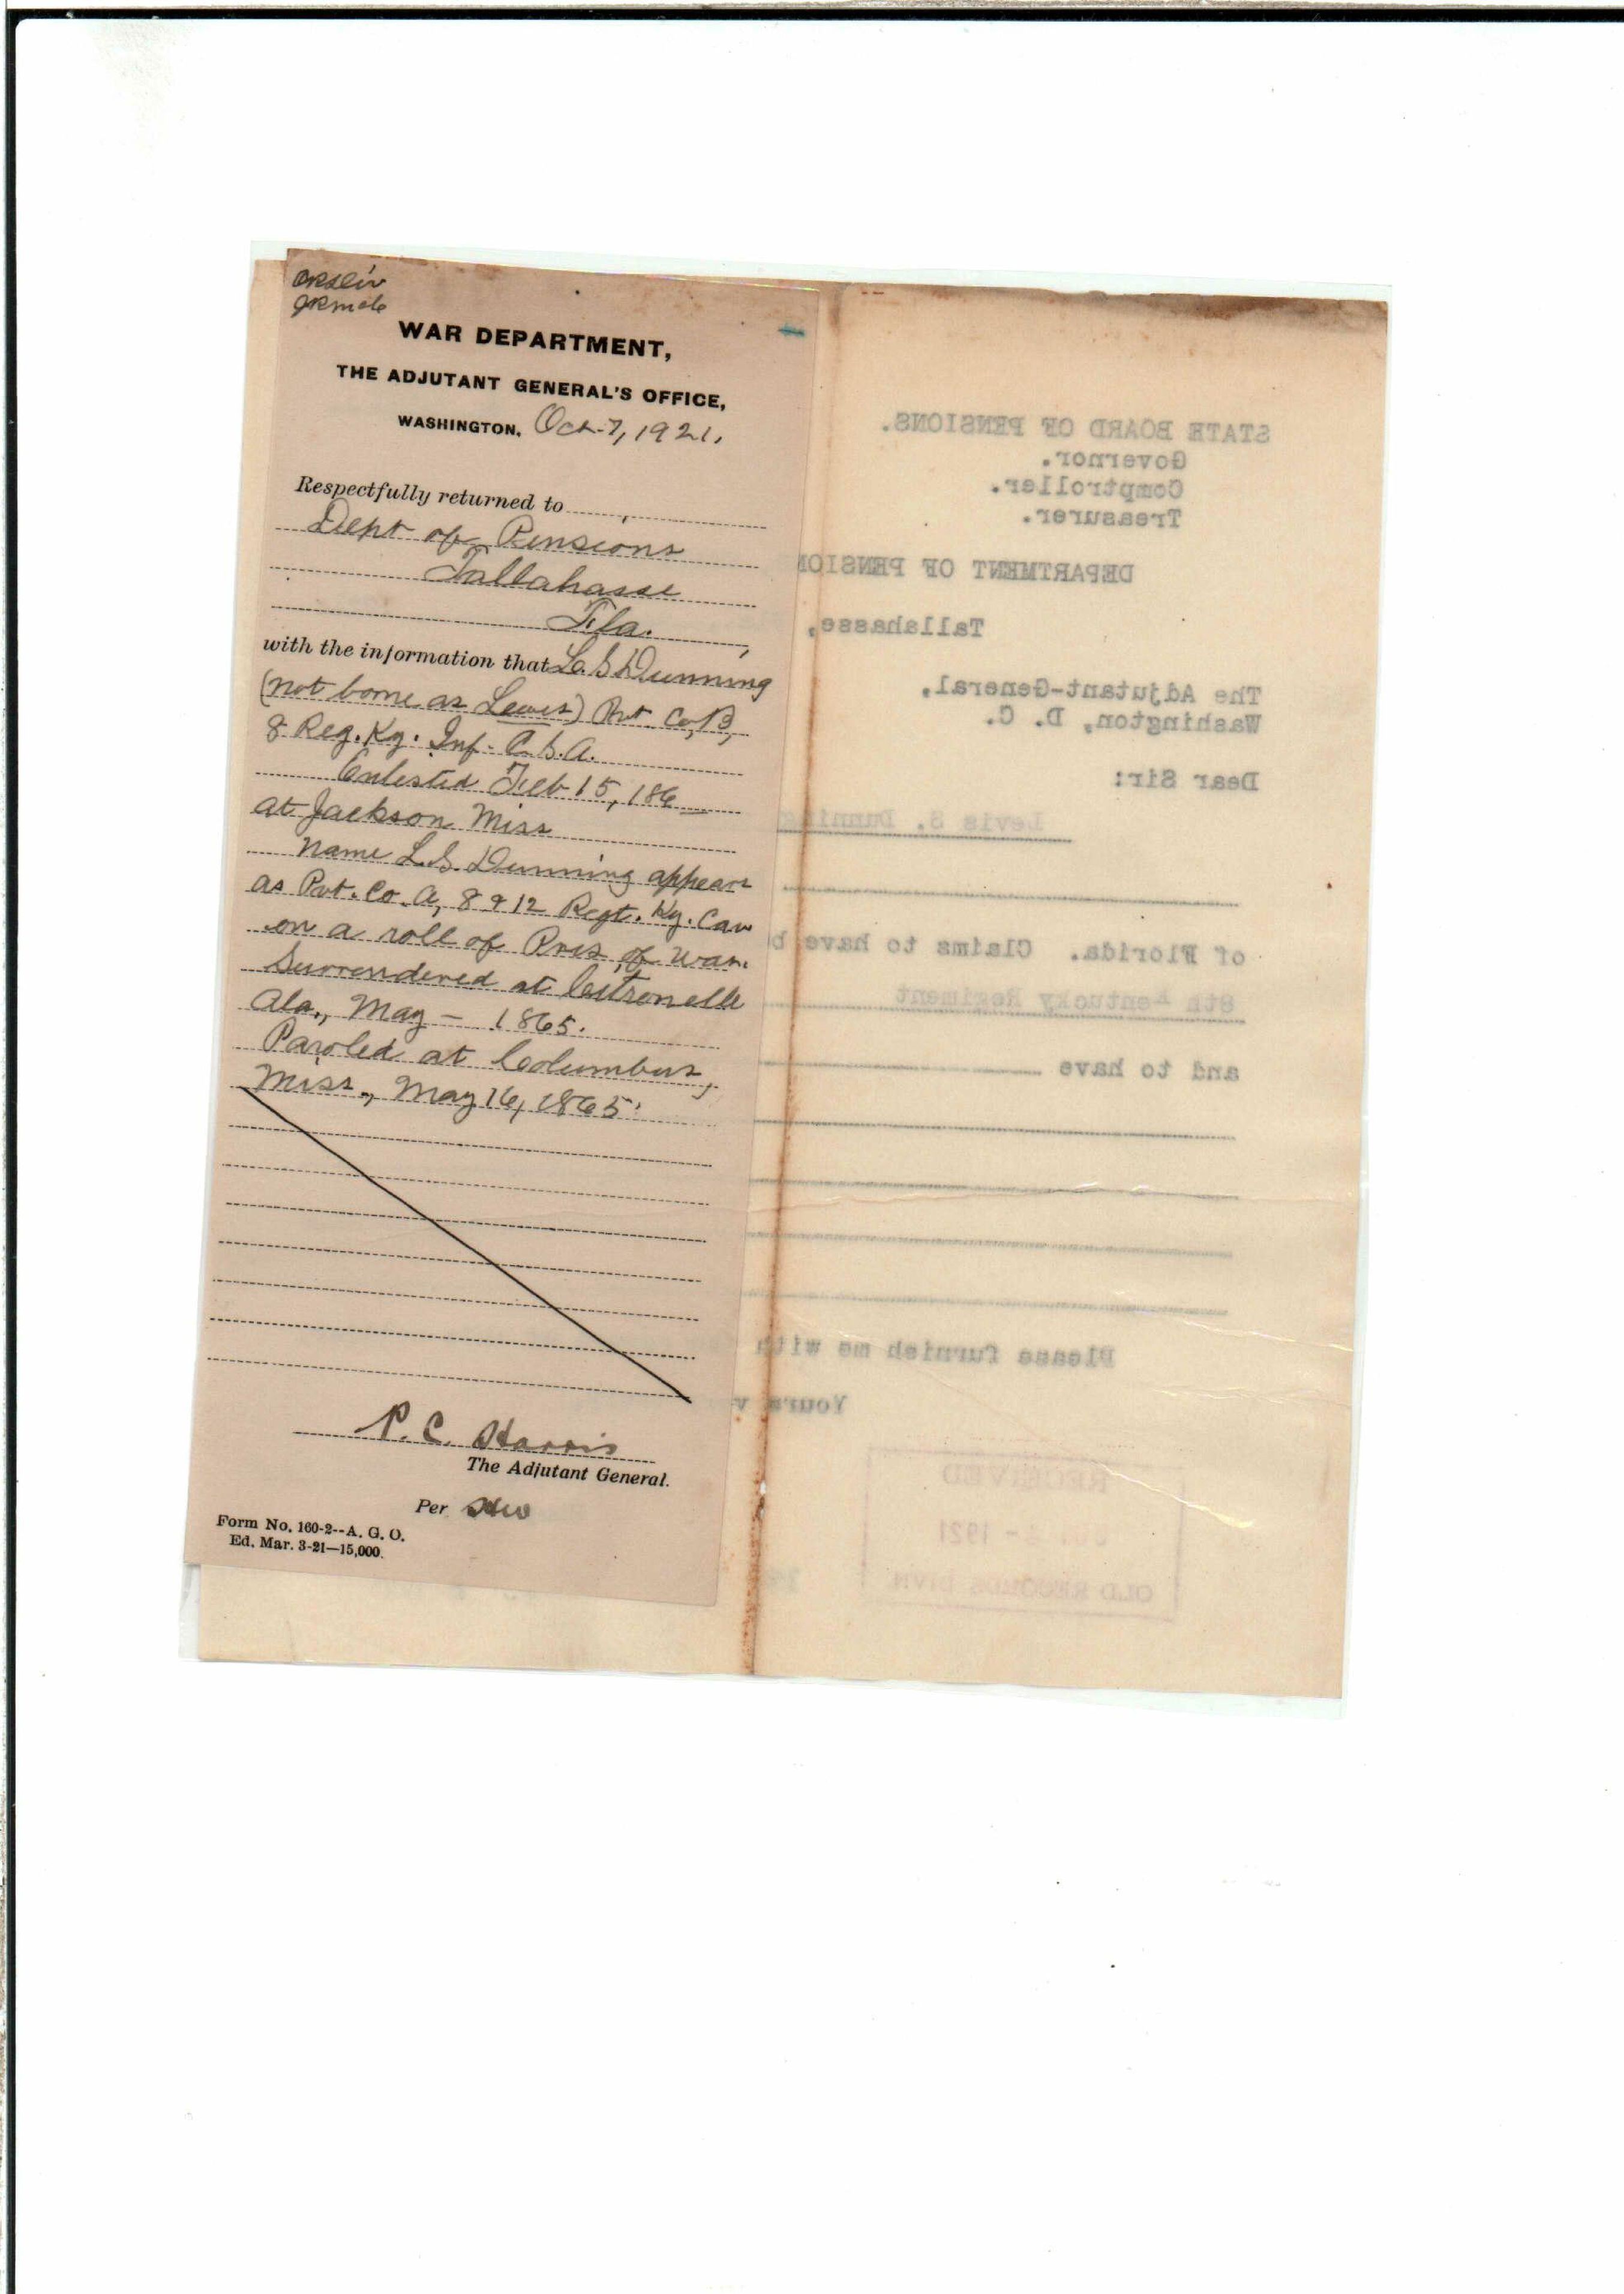 WAR DEPARTMENT,
THE ADJUTANT GENERAL'S OFFICE,
WASHINGTON, Oct. 7, 1921.
Respectfully returned to
Dept of Pensions
Tallahasse
Fla.
with the information that L. S Dunning
(not borne as Lewis) Pvt Co, B,
8 Reg. Ky. Inf. C. S. A.
Enlisted Feb 15, 186_
at Jackson Miss
Name L. S. Dunning appears
as Pvt. Co. A, 8 & 12 Regt. Ky. Cav
on a roll of Pris of War.
Surrendered at Citronelle
Ala., May - 1865.
Paroled at Columbus,
Miss., May 16, 1865.
P. C. Harris
The Adjutant General.
Per
Form No. 160-2--A. G. O.
Ed. Mar. 3-21—15,000.
STATE BOARD OF PENSIONS.
Governor.
Comptroller.
Treasurer.
DEPARTMENT OF PENSION
Tallahasse,
The Adjutant-General,
Washington, D. C.
Dear Sir:
Levis S. Dunning
of Florida. Claims to have b
8th Kentucky Regiment
and to have
Please furnish me with
Yours v
RECEIVED
1921
OLD RECORDS DIVN.